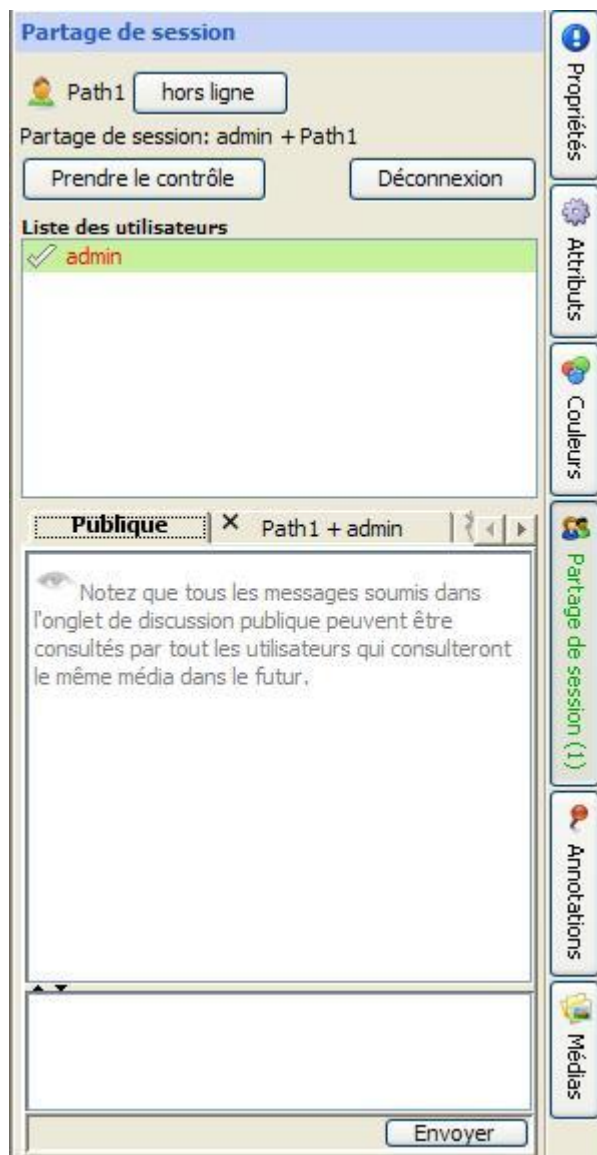 Partage de session
Path1 hors ligne
Partage de session: admin + Path1
Prendre le contrôle Déconnexion
Liste des utilisateurs
admin
Publique Path1 + admin
Notez que tous les messages soumis dans
l'onglet de discussion publique peuvent être
consultés par tout les utilisateurs qui consulteront
le même média dans le futur.
Envoyer
Propriétés
Attributs
Couleurs
Partage de session (1)
Annotations
Médias